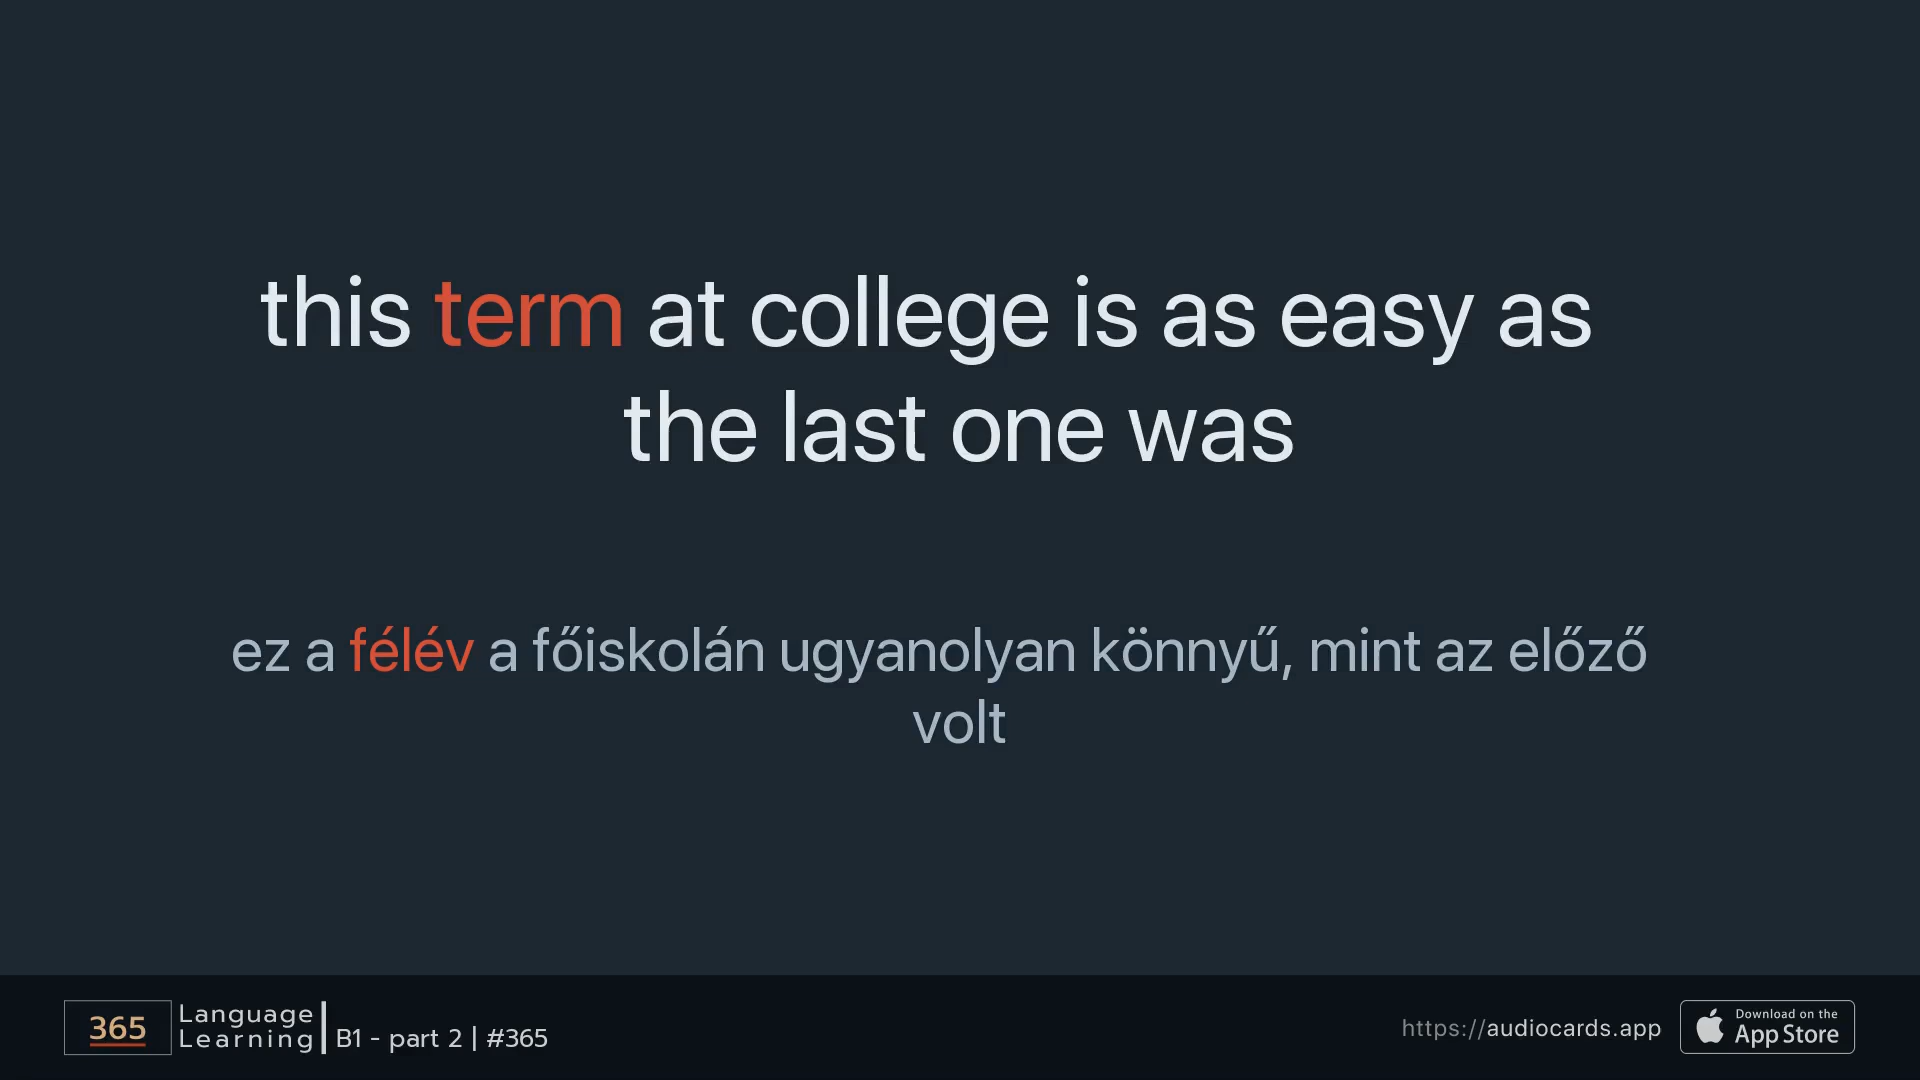 this term at college is as easy as
the last one was
ez a félév a főiskolán ugyanolyan könnyű, mint az előző
volt
365
Language
Learning
B1 - part 2 | #365
https://audiocards.app
Download on the
App Store